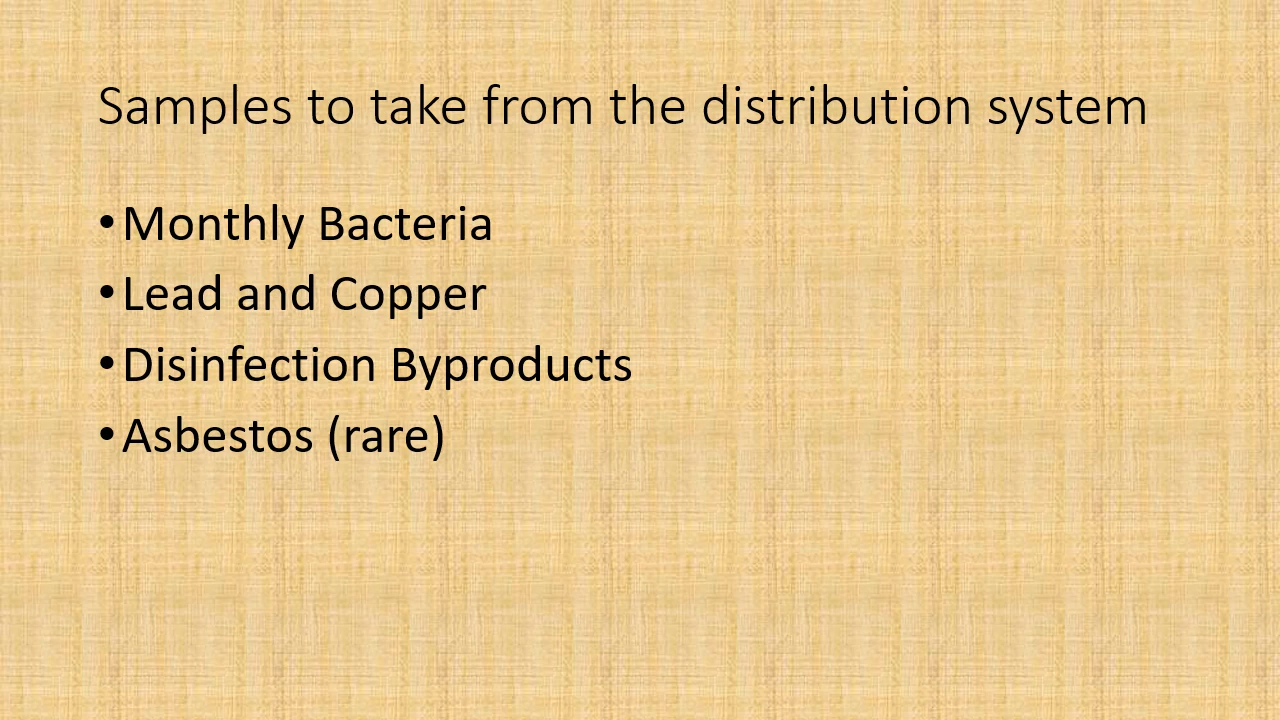 Samples to take from the distribution system
• Monthly Bacteria
• Lead and Copper
• Disinfection Byproducts
• Asbestos (rare)